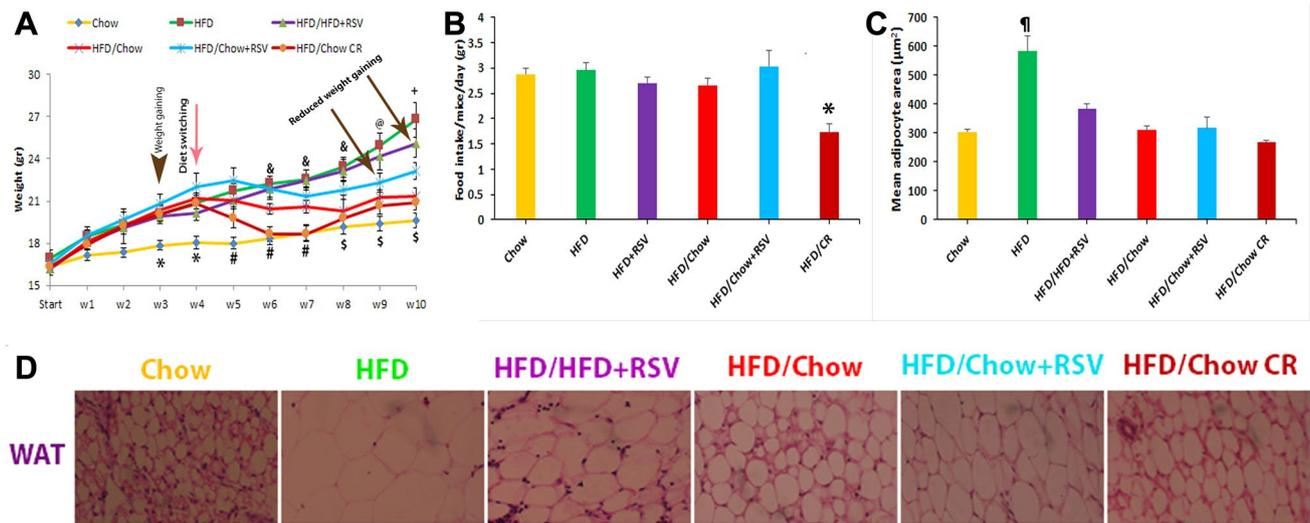 A
Chow
HFD
HFD/HFD+RSV
HFD/Chow
HFD/Chow+RSV
HFD/Chow CR
Weight (gr)
30
27
24
21
18
15
Weight gaining
Diet switching
Reduced weight gaining
&
&
&
@
+
*
*
#
#
#
$
$
$
Start
w1
w2
w3
w4
w5
w6
w7
w8
w9
w10
B
Food intake/mice/day (gr)
4
3.5
3
2.5
2
1.5
1
0.5
0
*
Chow
HFD
HFD+RSV
HFD/Chow
HFD/Chow+RSV
HFD/CR
C
Mean adipocyte area (µm²)
700
600
500
400
300
200
100
0
¶
Chow
HFD
HFD/HFD+RSV
HFD/Chow
HFD/Chow+RSV
HFD/Chow CR
D
Chow
HFD
HFD/HFD+RSV
HFD/Chow
HFD/Chow+RSV
HFD/Chow CR
WAT